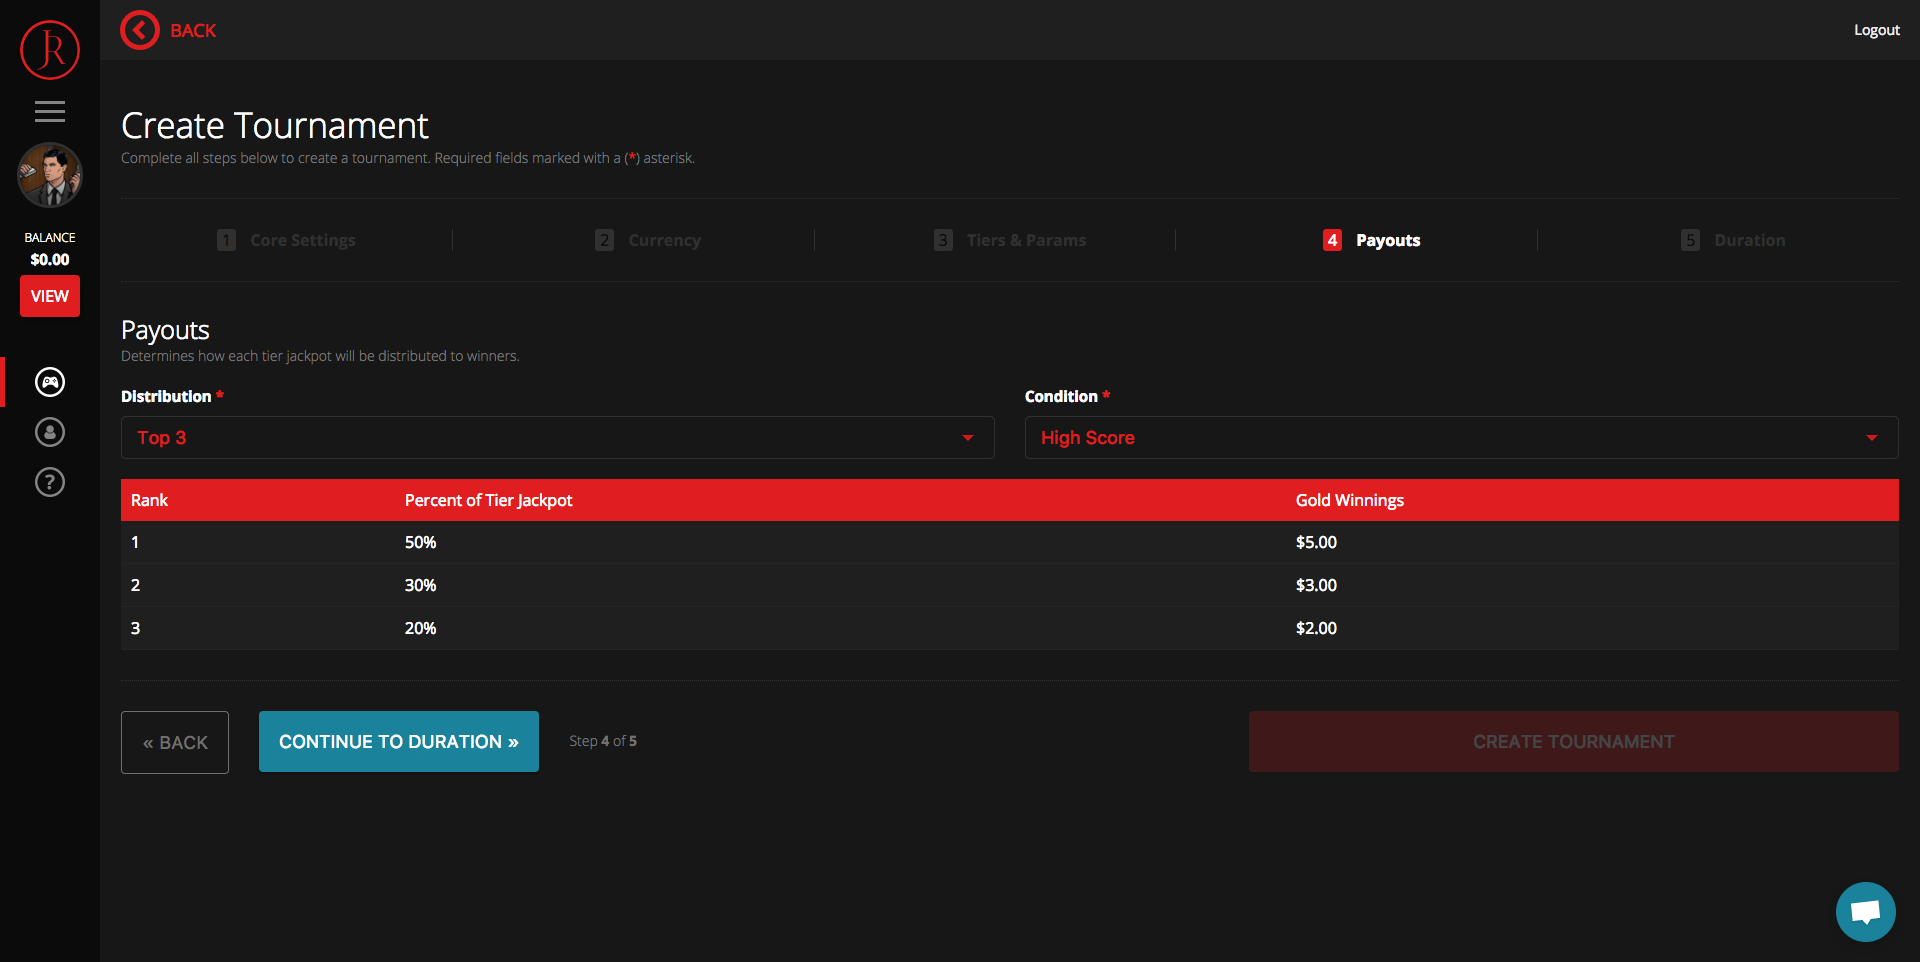 JR
BACK
Logout
BALANCE
$0.00
VIEW
?
Create Tournament
Complete all steps below to create a tournament. Required fields marked with a (*) asterisk.
1 Core Settings
2 Currency
3 Tiers & Params
4 Payouts
5 Duration
Payouts
Determines how each tier jackpot will be distributed to winners.
Distribution * Condition *
Top 3 High Score
Rank Percent of Tier Jackpot Gold Winnings
1 50% $5.00
2 30% $3.00
3 20% $2.00
« BACK
CONTINUE TO DURATION »
Step 4 of 5
CREATE TOURNAMENT